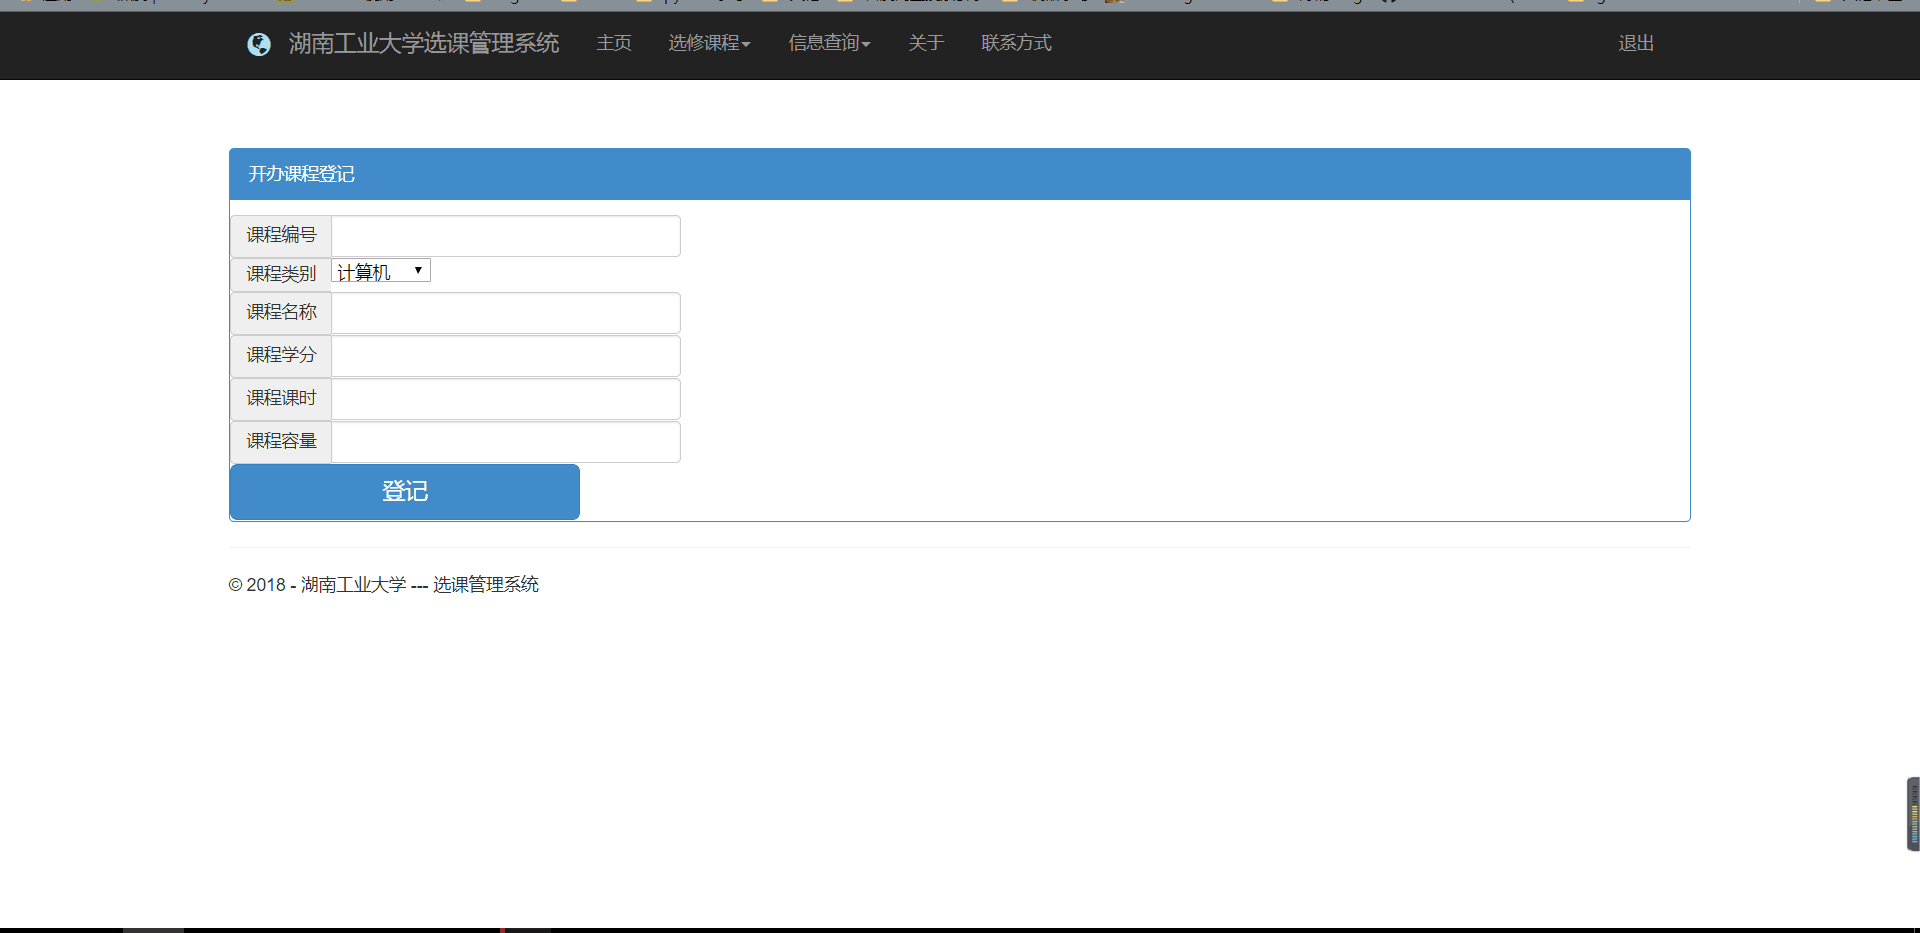 湖南工业大学选课管理系统 主页 选修课程 信息查询 关于 联系方式 退出
开办课程登记
课程编号
课程类别 计算机
课程名称
课程学分
课程课时
课程容量
登记
© 2018 - 湖南工业大学 --- 选课管理系统